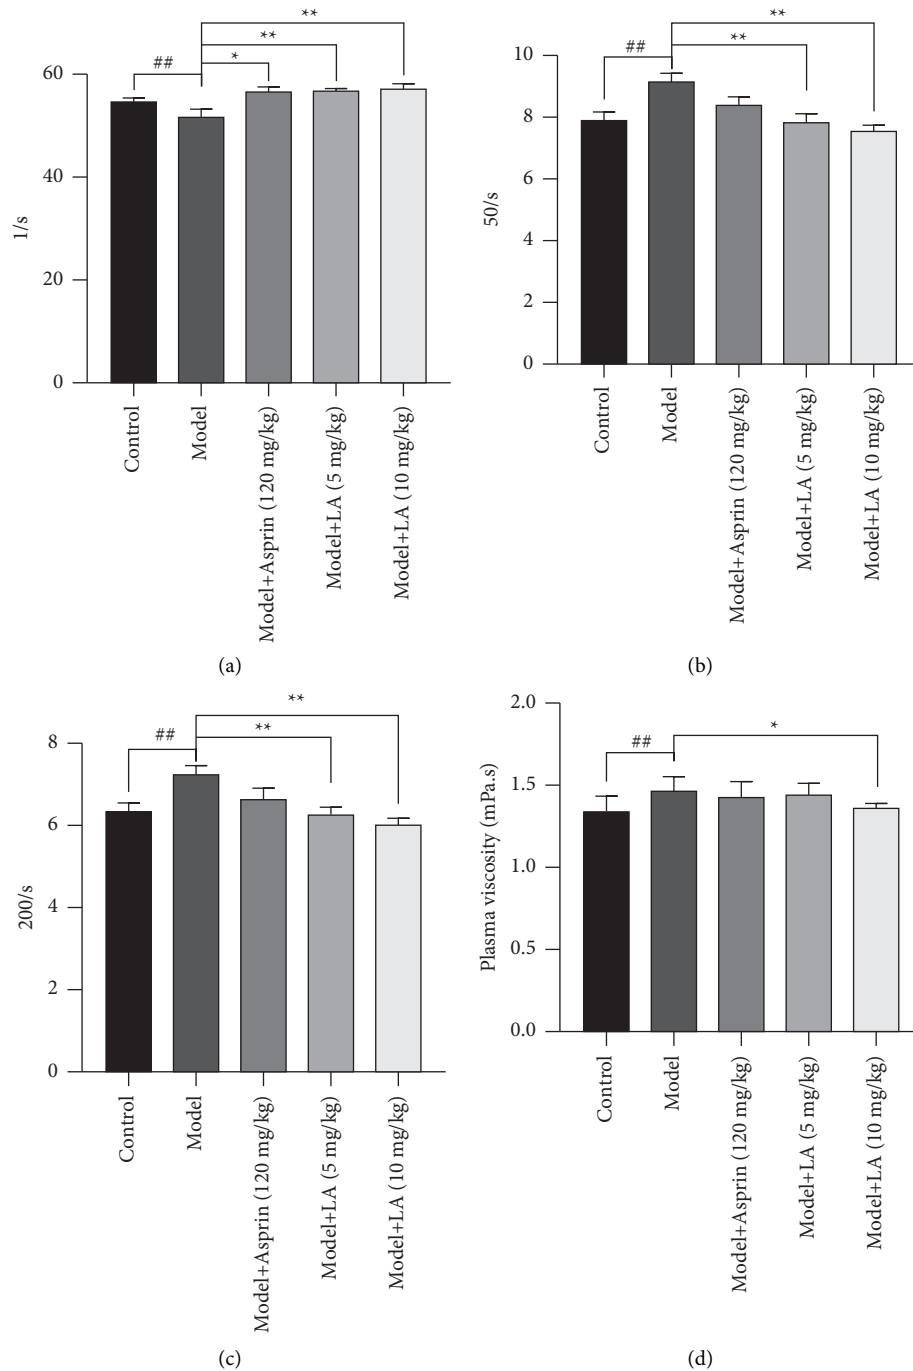 **
**
*
##
60
40
20
0
1/s
Control
Model
Model+Asprin (120 mg/kg)
Model+LA (5 mg/kg)
Model+LA (10 mg/kg)
(a)
**
**
##
10
8
6
4
2
0
50/s
Control
Model
Model+Asprin (120 mg/kg)
Model+LA (5 mg/kg)
Model+LA (10 mg/kg)
(b)
**
**
##
8
6
4
2
0
200/s
Control
Model
Model+Asprin (120 mg/kg)
Model+LA (5 mg/kg)
Model+LA (10 mg/kg)
(c)
*
##
2.0
1.5
1.0
0.5
0.0
Plasma viscosity (mPa.s)
Control
Model
Model+Asprin (120 mg/kg)
Model+LA (5 mg/kg)
Model+LA (10 mg/kg)
(d)